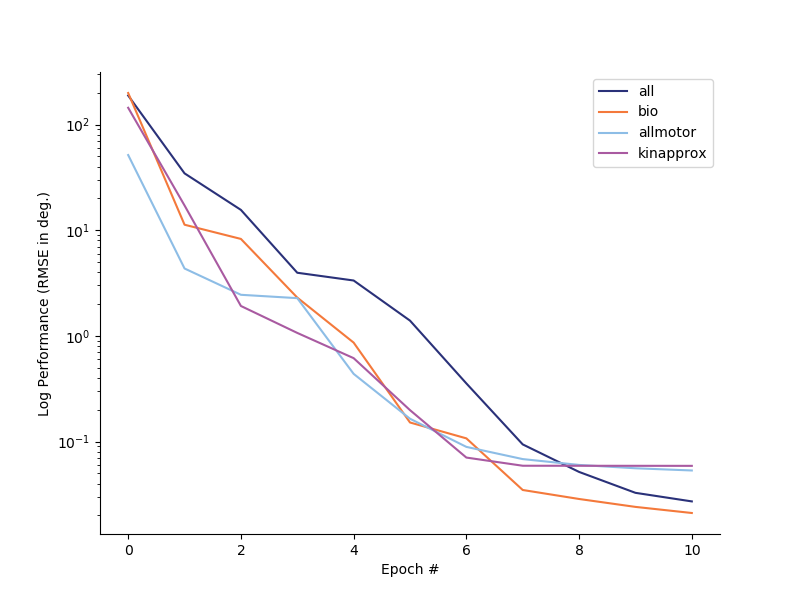 all
bio
allmotor
kinapprox
Log Performance (RMSE in deg.)
10²
10¹
10⁰
10⁻¹
0 2 4 6 8 10
Epoch #